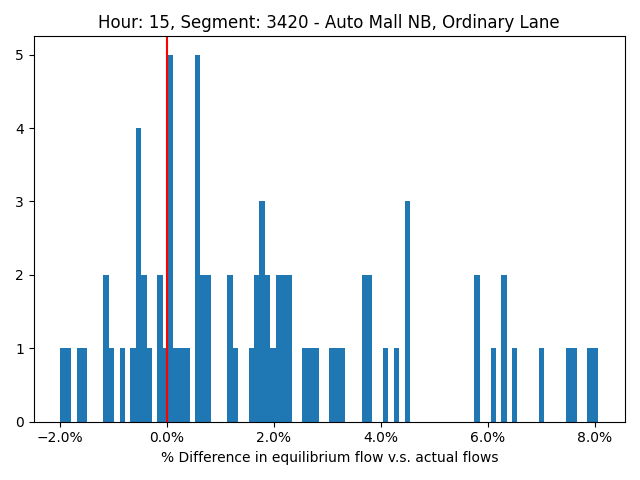 Hour: 15, Segment: 3420 - Auto Mall NB, Ordinary Lane
5
4
3
2
1
0
−2.0% 0.0% 2.0% 4.0% 6.0% 8.0%
% Difference in equilibrium flow v.s. actual flows